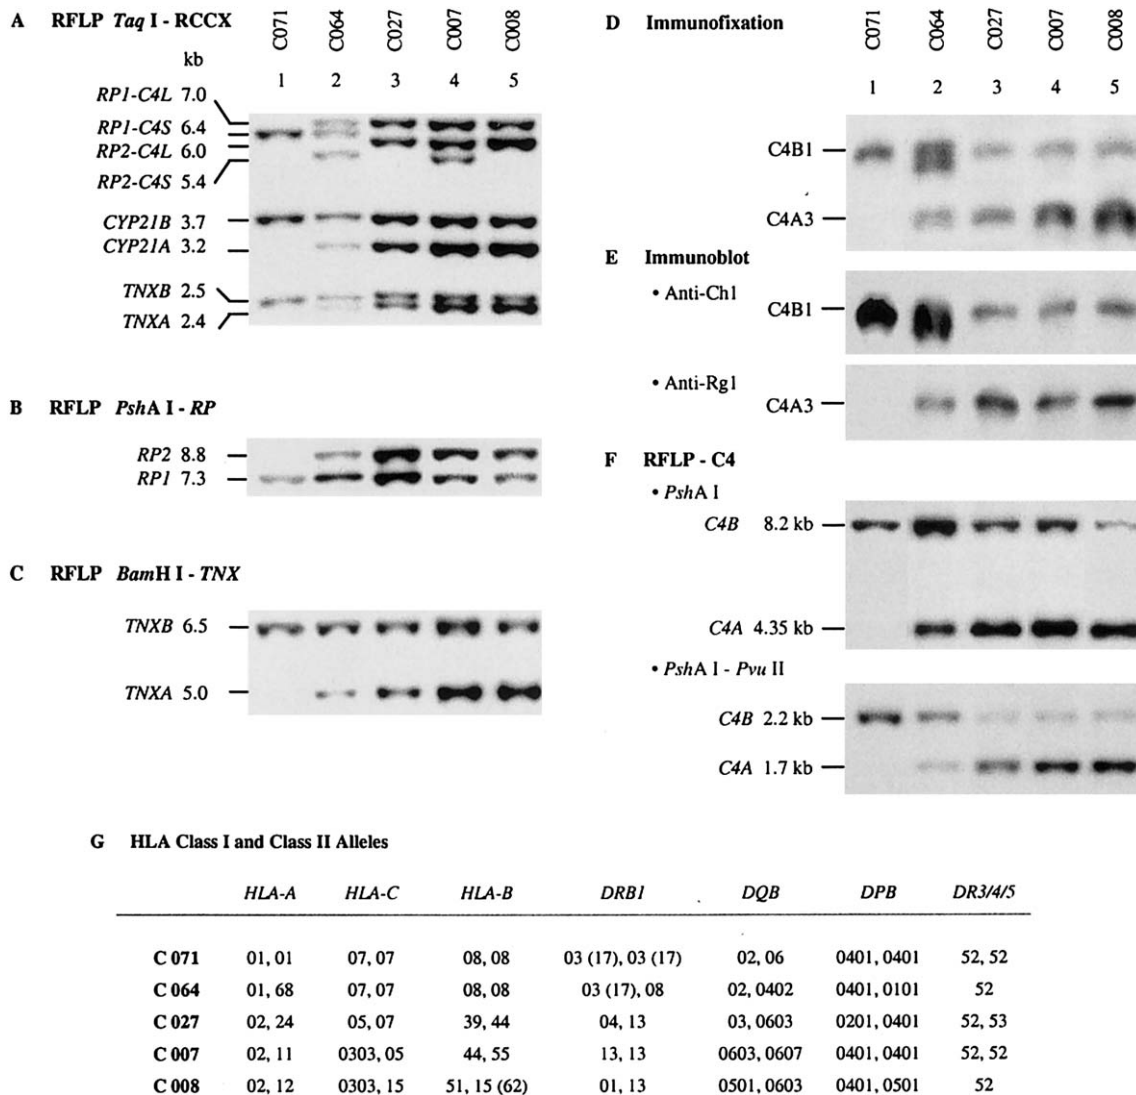 A RFLP Taq I - RCCX
kb
C071 C064 C027 C007 C008
1 2 3 4 5
RP1-C4L 7.0
RP1-C4S 6.4
RP2-C4L 6.0
RP2-C4S 5.4
CYP21B 3.7
CYP21A 3.2
TNXB 2.5
TNXA 2.4
B RFLP PshA I - RP
RP2 8.8
RP1 7.3
C RFLP BamH I - TNX
TNXB 6.5
TNXA 5.0
D Immunofixation
C071 C064 C027 C007 C008
1 2 3 4 5
C4B1
C4A3
E Immunoblot
• Anti-Ch1
C4B1
• Anti-Rg1
C4A3
F RFLP - C4
• PshA I
C4B 8.2 kb
C4A 4.35 kb
• PshA I - Pvu II
C4B 2.2 kb
C4A 1.7 kb
G HLA Class I and Class II Alleles
HLA-A HLA-C HLA-B DRB1 DQB DPB DR3/4/5
C 071 01, 01 07, 07 08, 08 03 (17), 03 (17) 02, 06 0401, 0401 52, 52
C 064 01, 68 07, 07 08, 08 03 (17), 08 02, 0402 0401, 0101 52
C 027 02, 24 05, 07 39, 44 04, 13 03, 0603 0201, 0401 52, 53
C 007 02, 11 0303, 05 44, 55 13, 13 0603, 0607 0401, 0401 52, 52
C 008 02, 12 0303, 15 51, 15 (62) 01, 13 0501, 0603 0401, 0501 52